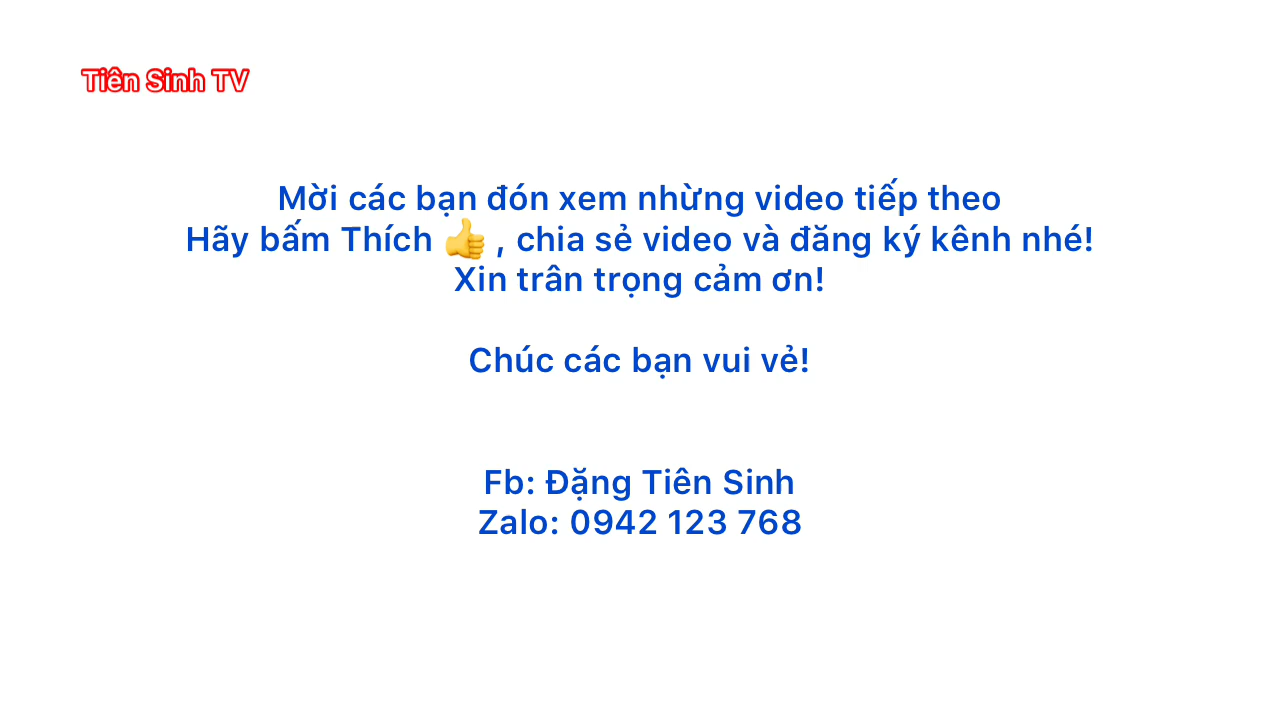 Tiên Sinh TV
Mời các bạn đón xem nhừng video tiếp theo
Hãy bấm Thích 👍 , chia sẻ video và đăng ký kênh nhé!
Xin trân trọng cảm ơn!
Chúc các bạn vui vẻ!
Fb: Đặng Tiên Sinh
Zalo: 0942 123 768